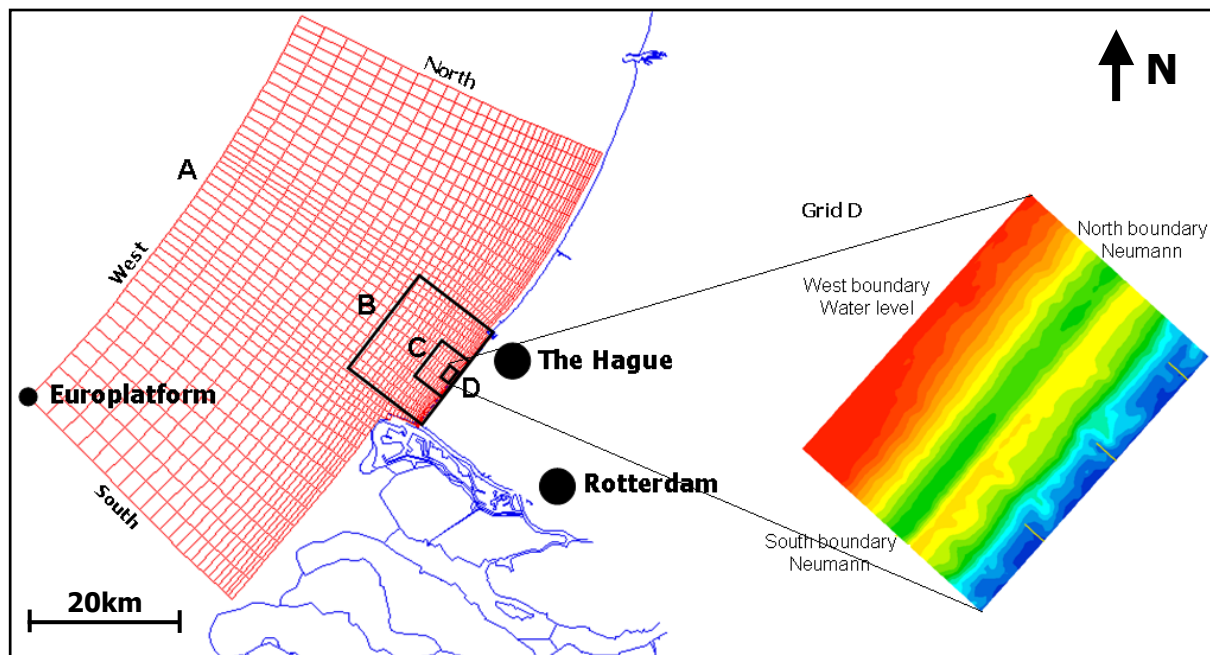 North
N
A
West
Grid D
North boundary
Neumann
West boundary
Water level
B
C
The Hague
D
Europlatform
Rotterdam
South
South boundary
Neumann
20km